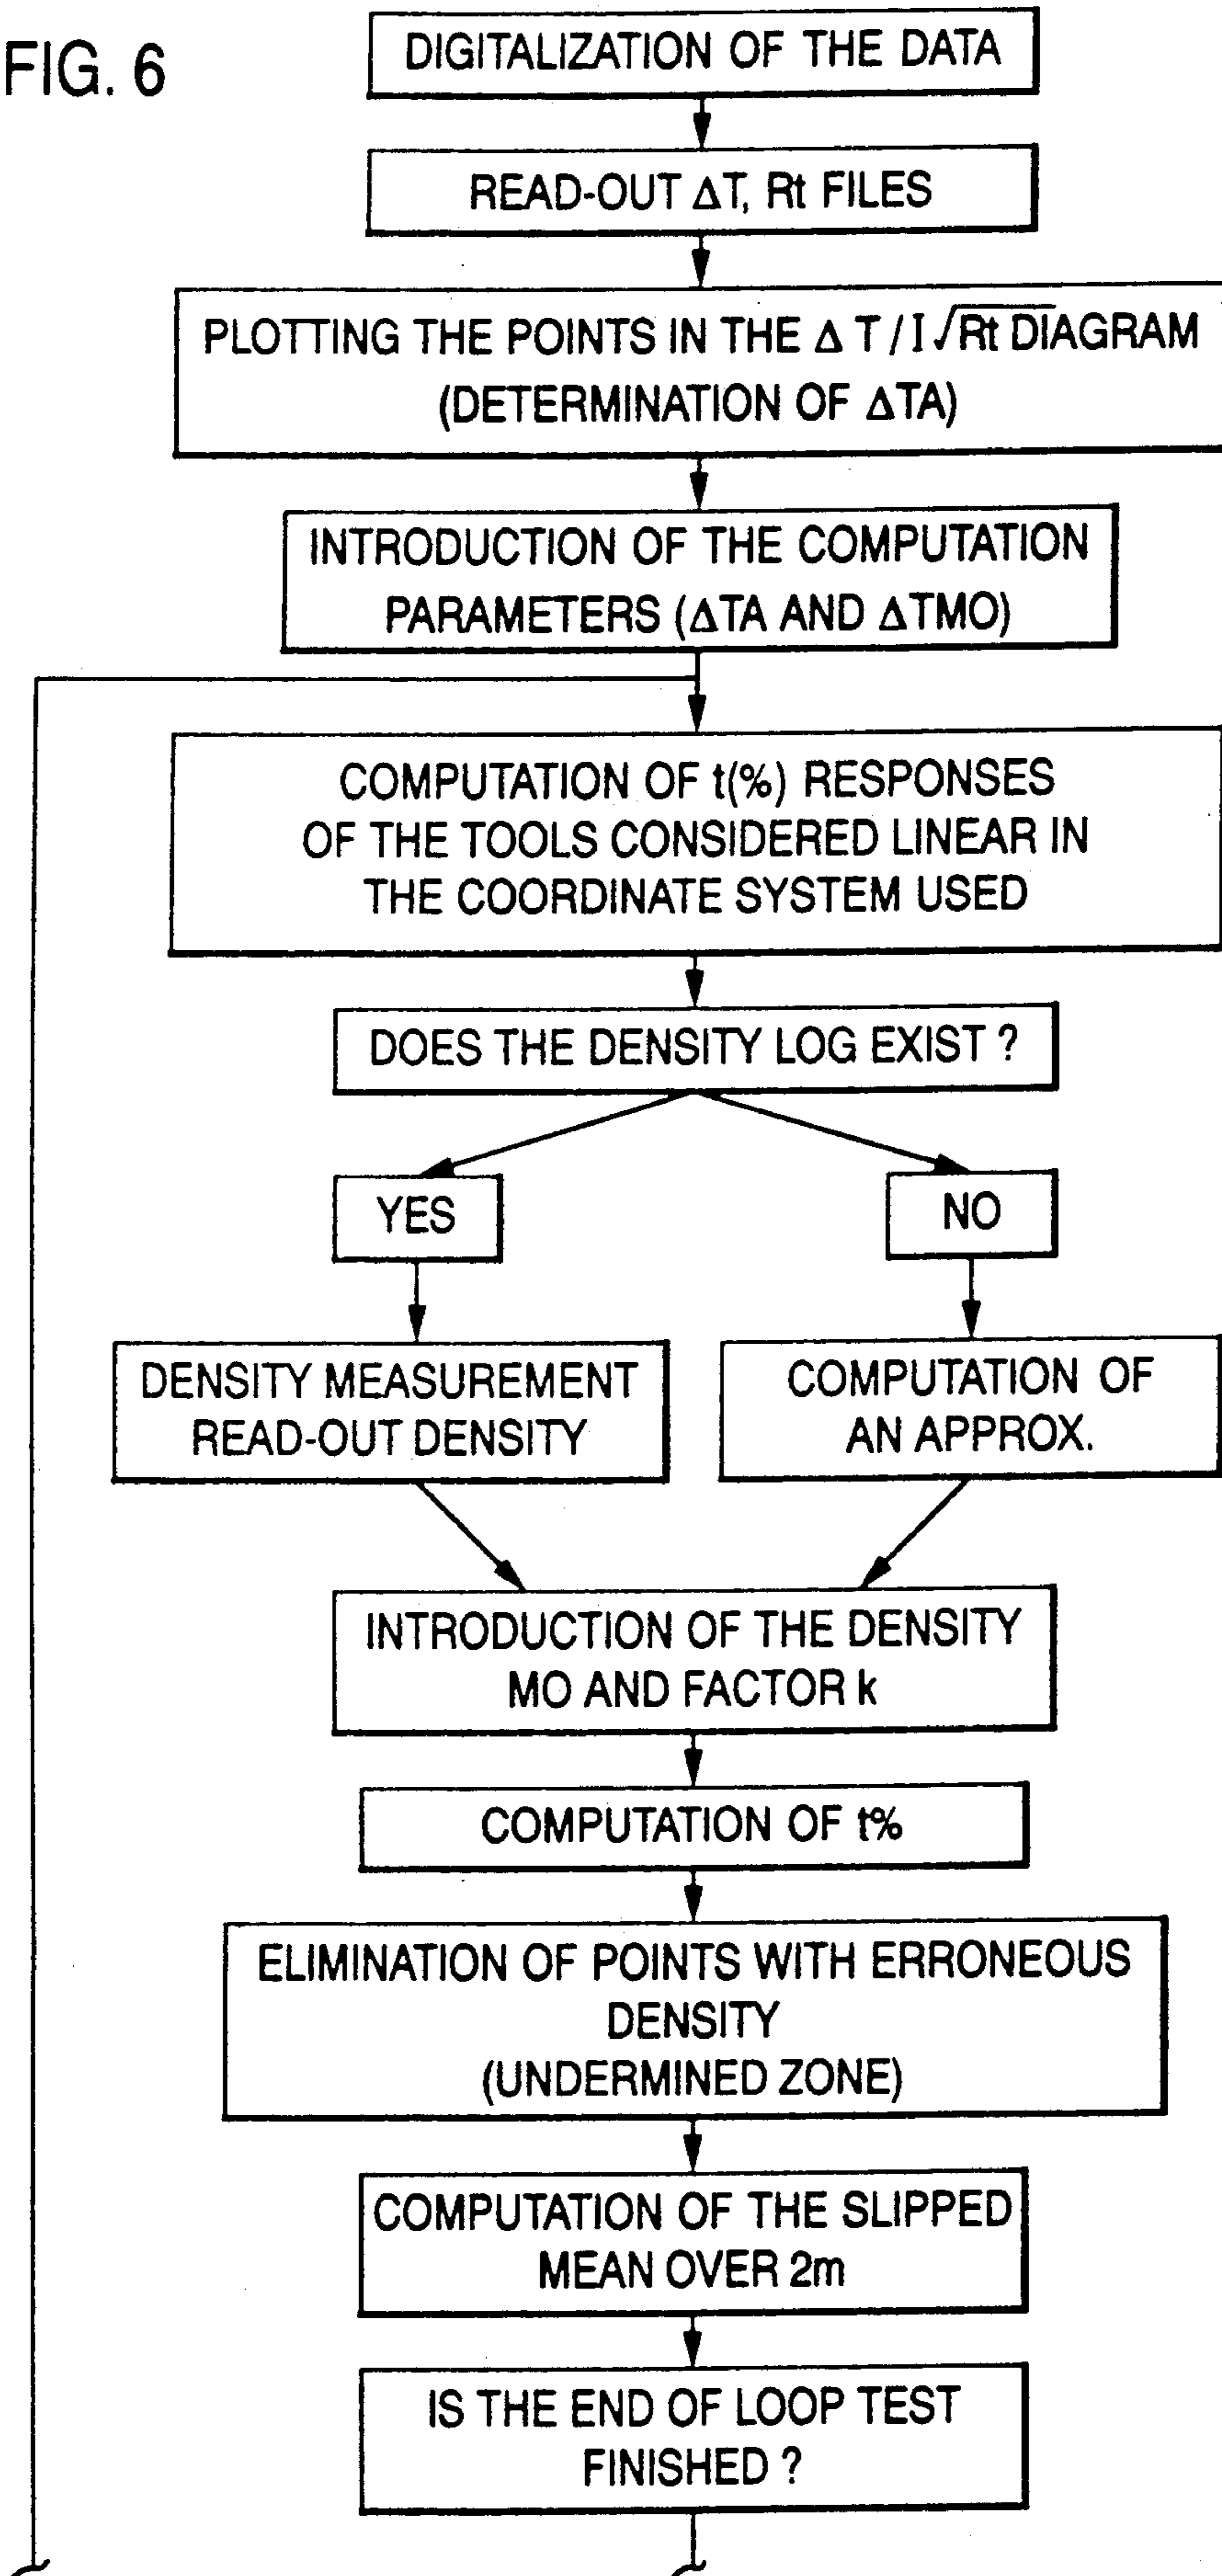 FIG. 6
DIGITALIZATION OF THE DATA
READ-OUT ΔT, Rt FILES
PLOTTING THE POINTS IN THE Δ T / I √Rt DIAGRAM
(DETERMINATION OF ΔTA)
INTRODUCTION OF THE COMPUTATION
PARAMETERS (ΔTA AND ΔTMO)
COMPUTATION OF t(%) RESPONSES
OF THE TOOLS CONSIDERED LINEAR IN
THE COORDINATE SYSTEM USED
DOES THE DENSITY LOG EXIST ?
YES
NO
DENSITY MEASUREMENT
READ-OUT DENSITY
COMPUTATION OF
AN APPROX.
INTRODUCTION OF THE DENSITY
MO AND FACTOR k
COMPUTATION OF t%
ELIMINATION OF POINTS WITH ERRONEOUS
DENSITY
(UNDERMINED ZONE)
COMPUTATION OF THE SLIPPED
MEAN OVER 2m
IS THE END OF LOOP TEST
FINISHED ?